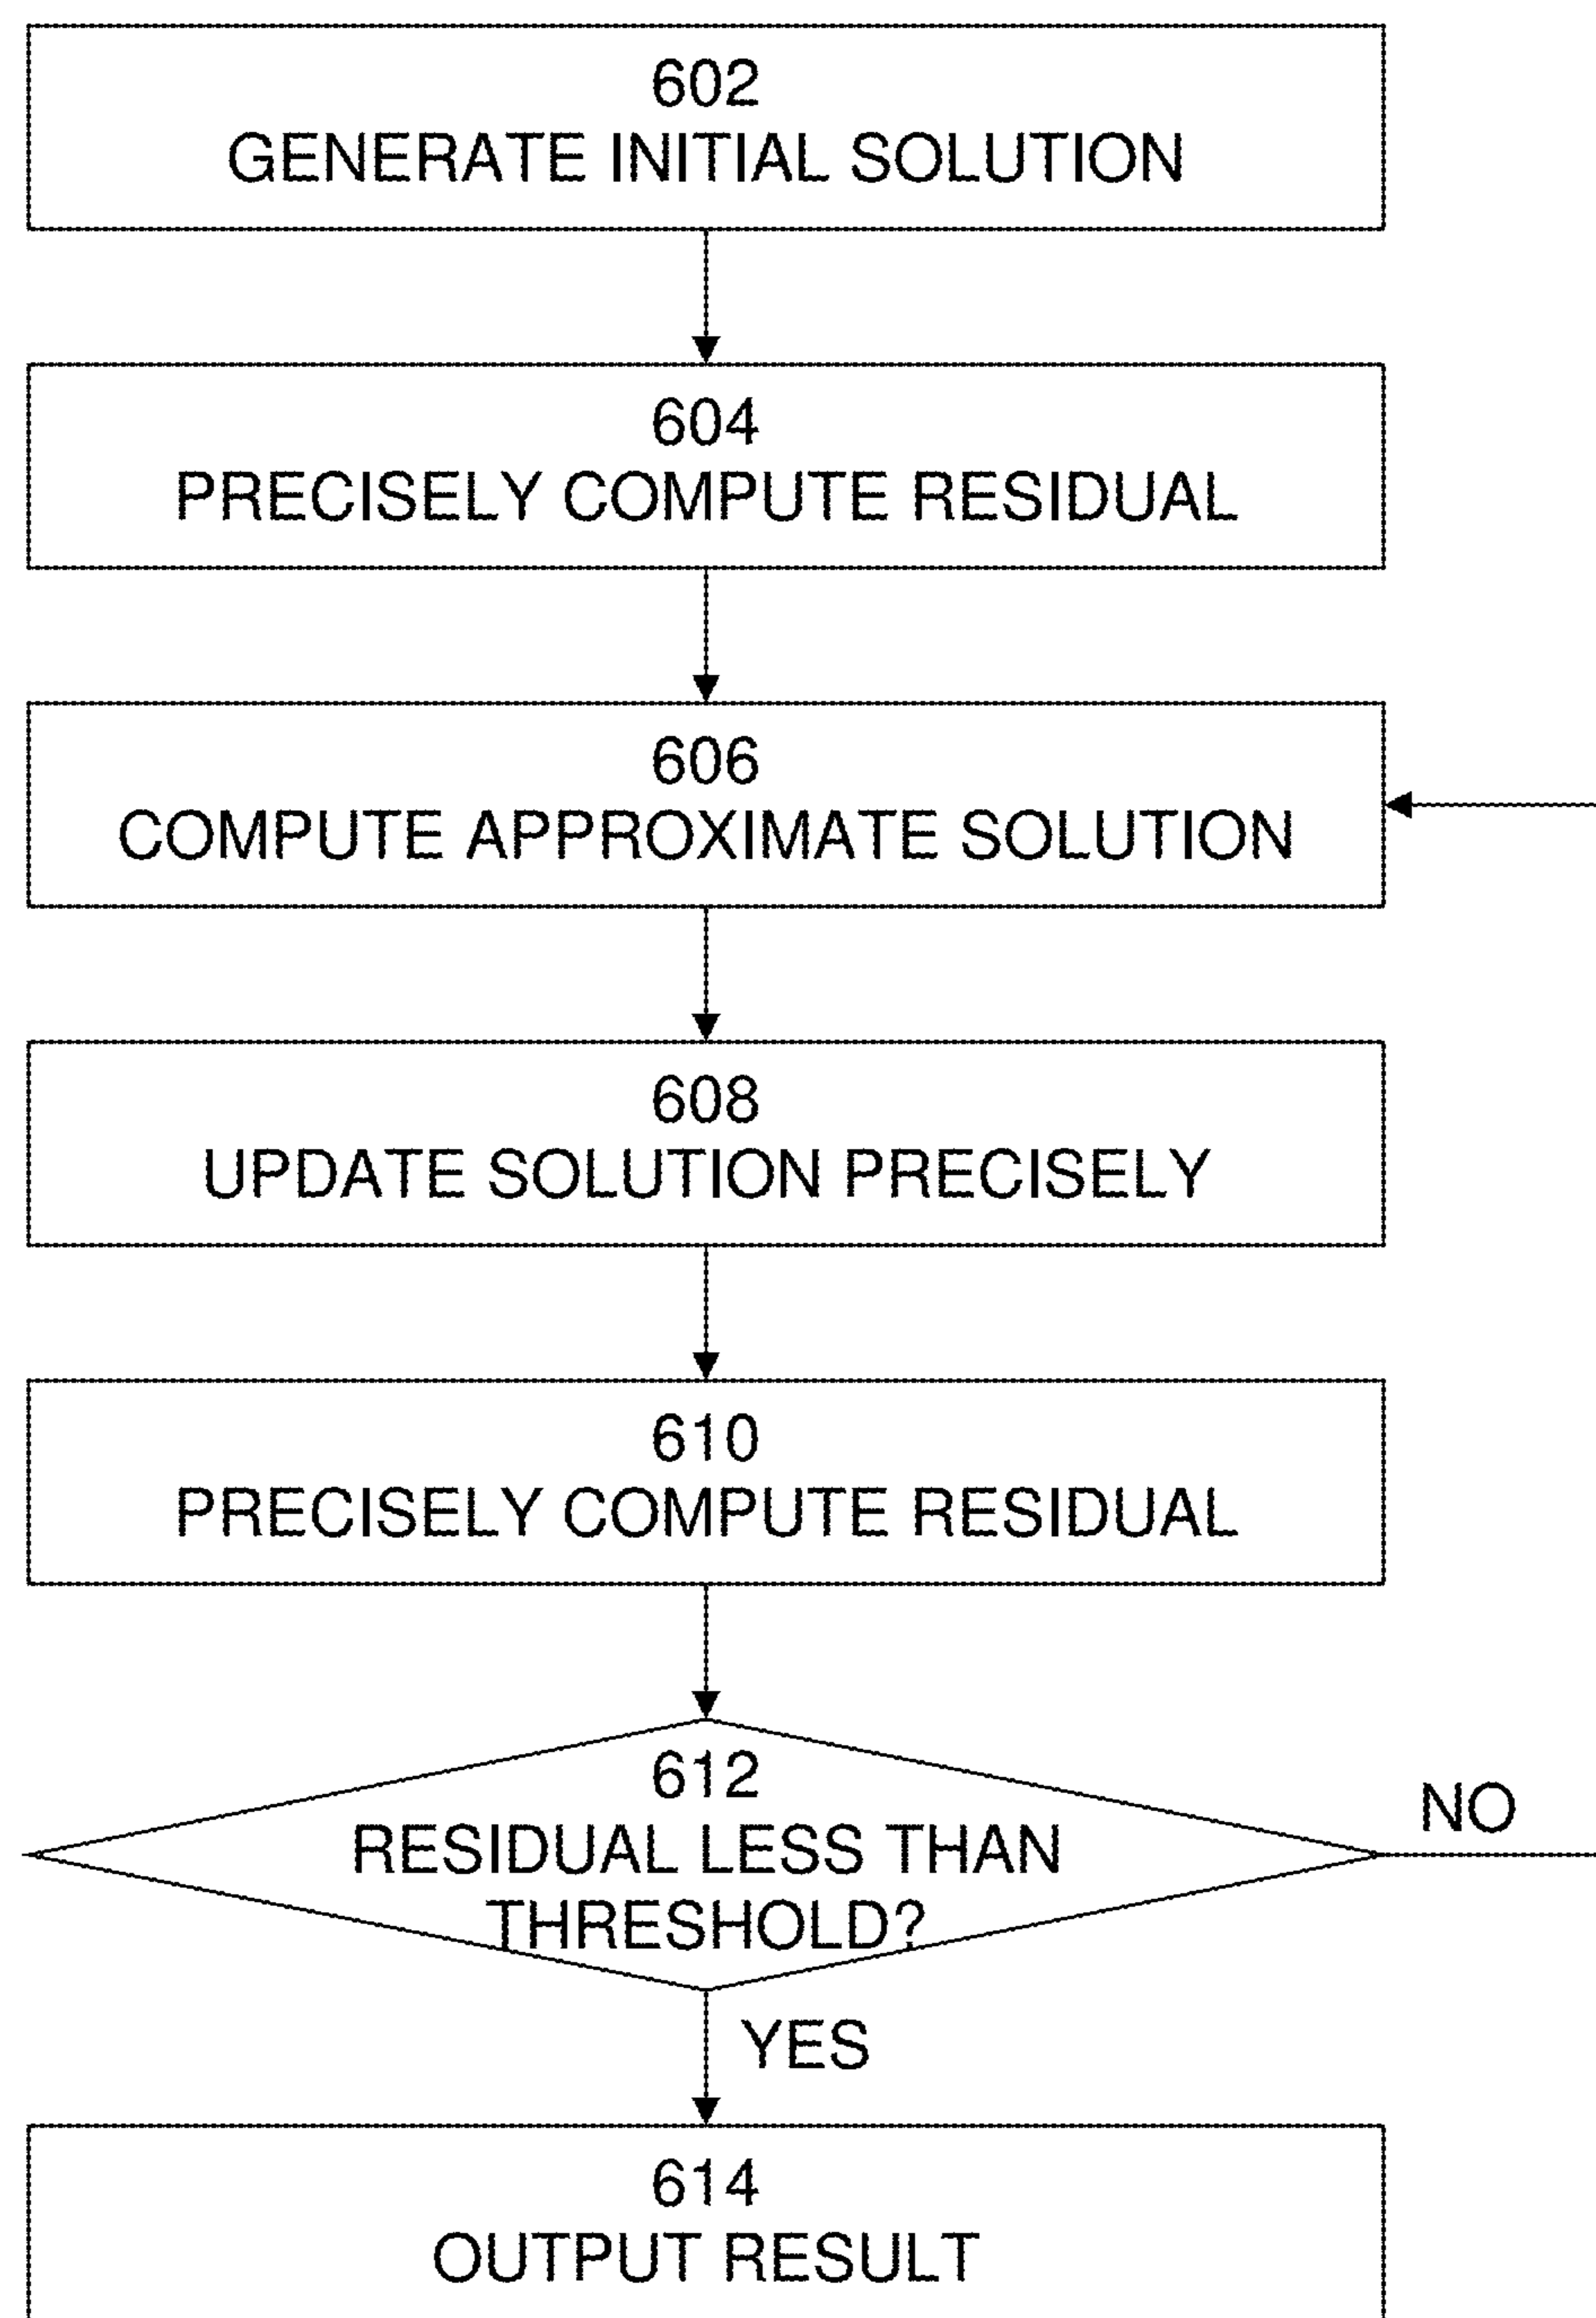 602
GENERATE INITIAL SOLUTION
604
PRECISELY COMPUTE RESIDUAL
606
COMPUTE APPROXIMATE SOLUTION
608
UPDATE SOLUTION PRECISELY
610
PRECISELY COMPUTE RESIDUAL
612
RESIDUAL LESS THAN
THRESHOLD?
NO
YES
614
OUTPUT RESULT